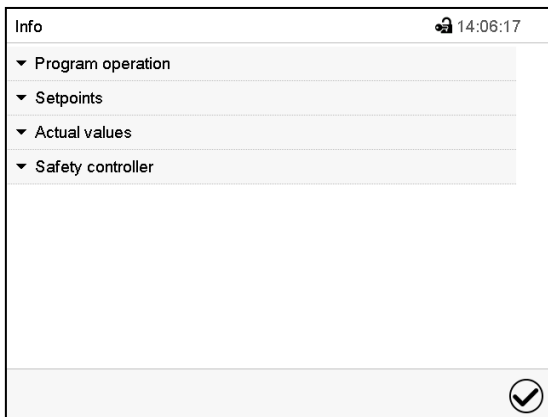 Info 14:06:17
Program operation
Setpoints
Actual values
Safety controller